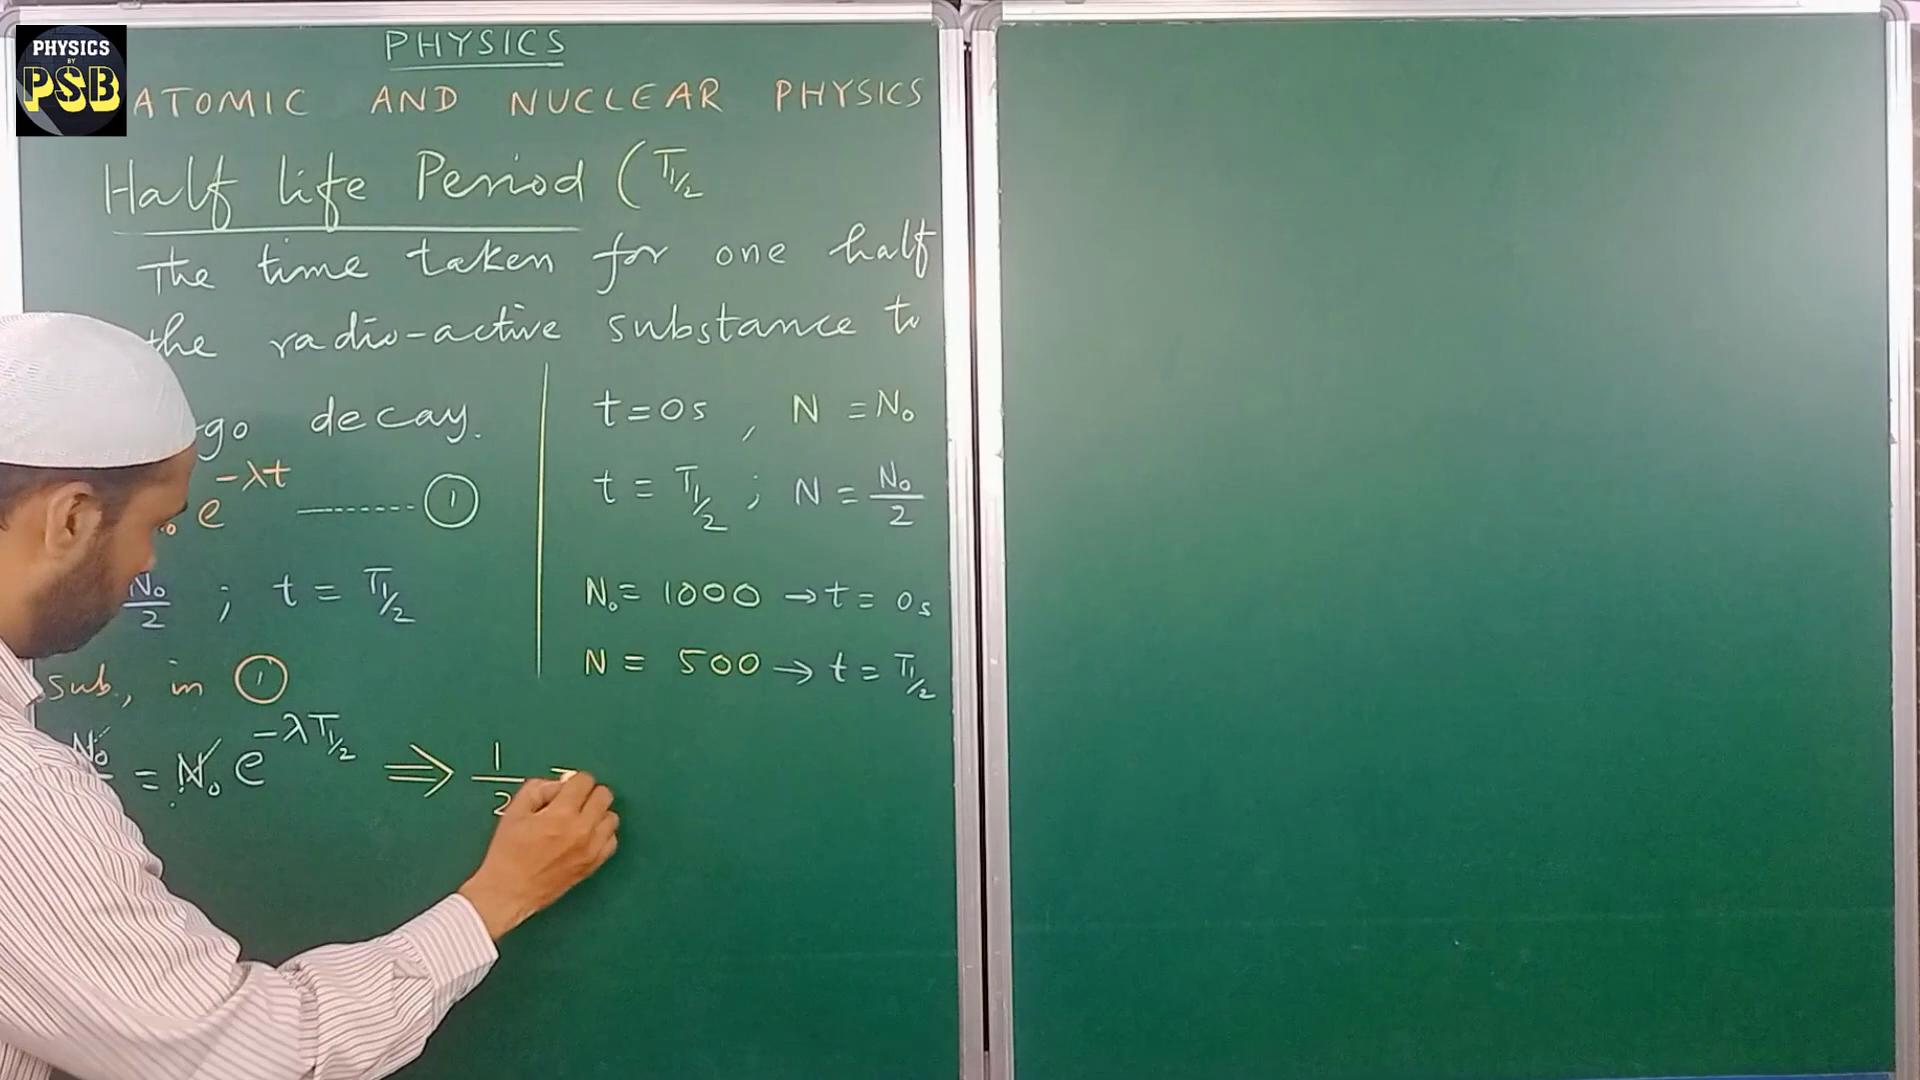 PHYSICS
BY
PSB
PHYSICS
ATOMIC AND NUCLEAR PHYSICS
Half life Period (T1/2
The time taken for one half
the radio-active substance to
go decay.
e^-λt -------- ①
N₀/2 ; t = T1/2
sub, in ①
N₀ = N₀ e^-λT1/2 ⇒ 1/2 =
t = 0s , N = N₀
t = T1/2 ; N = N₀/2
N₀ = 1000 → t = 0s
N = 500 → t = T1/2